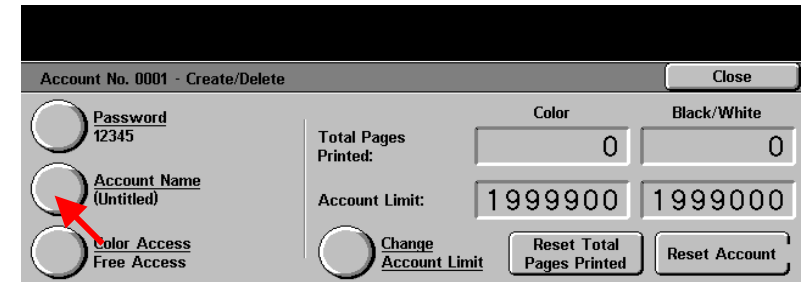 Account No. 0001 - Create/Delete
Close
Password
12345
Account Name
(Untitled)
Color Access
Free Access
Color
Black/White
Total Pages
Printed:
0
0
Account Limit:
1999900
1999000
Change
Account Limit
Reset Total
Pages Printed
Reset Account